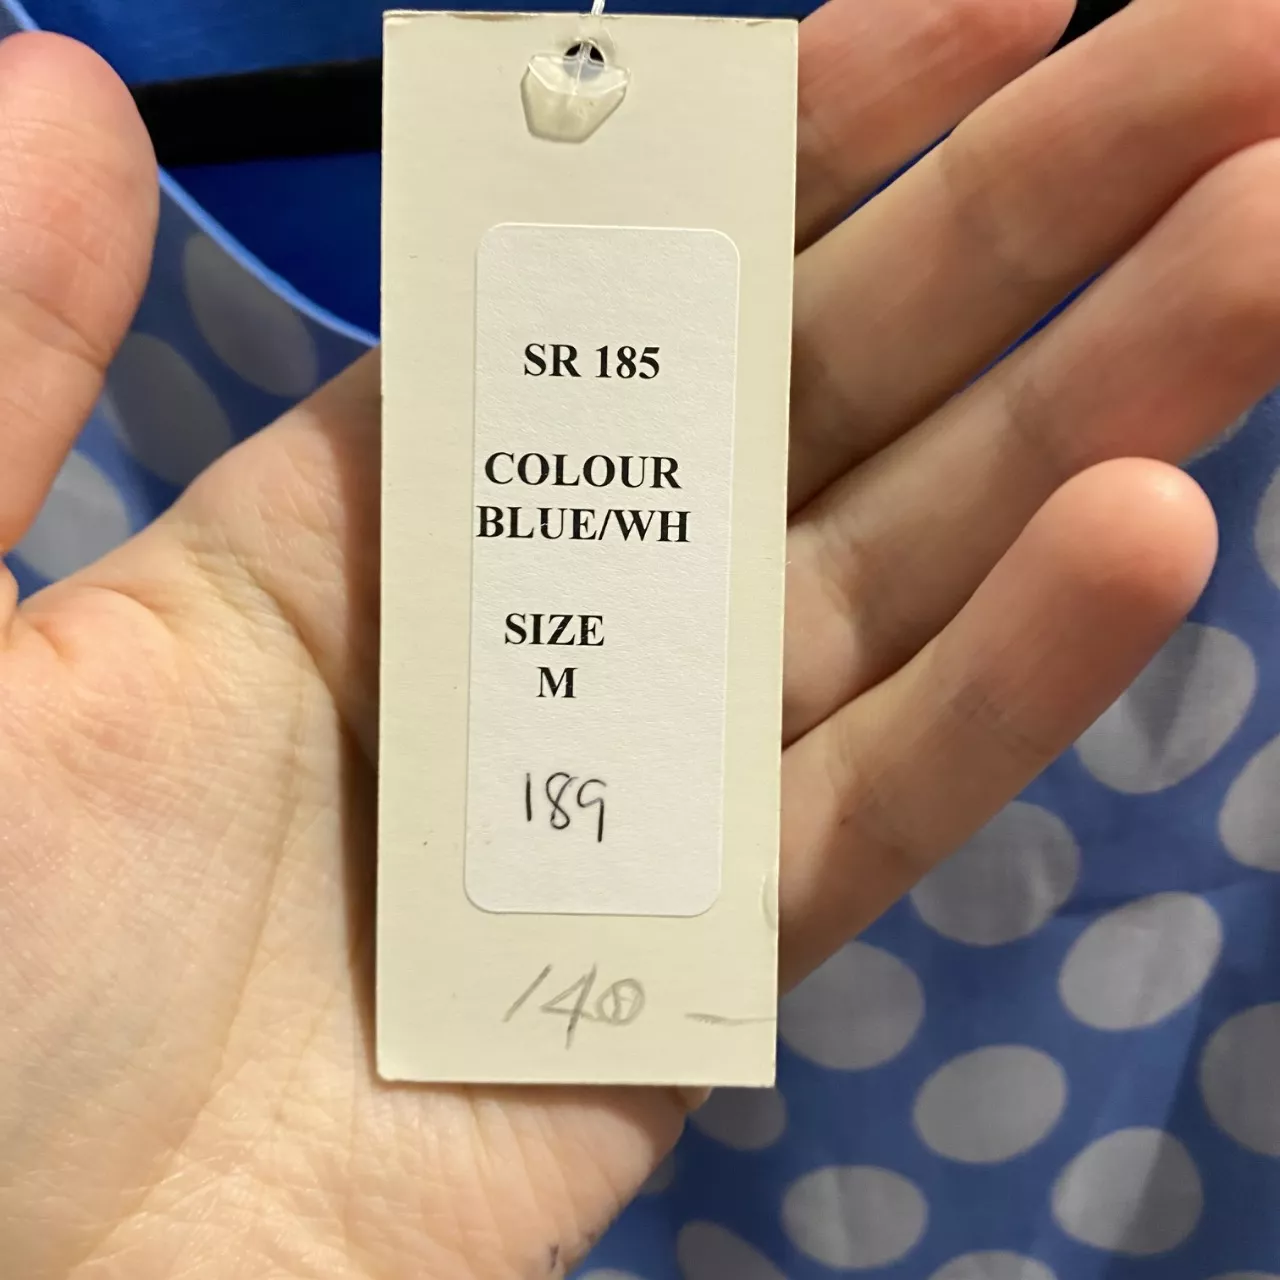 SR 185
COLOUR
BLUE/WH
SIZE
M
189
140 -